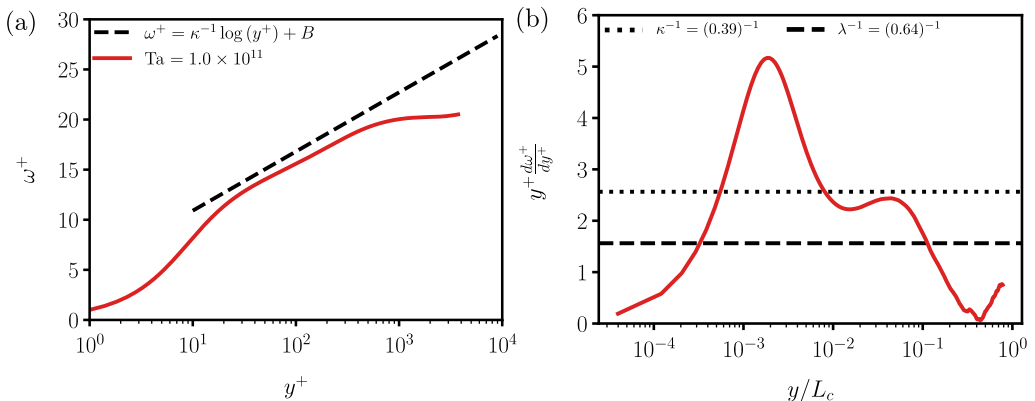 (a)
ω⁺ = κ⁻¹ log (y⁺) + B
Ta = 1.0 × 10¹¹
30
25
20
15
10
5
0
ω⁺
10⁰ 10¹ 10² 10³ 10⁴
y⁺
(b)
κ⁻¹ = (0.39)⁻¹ λ⁻¹ = (0.64)⁻¹
6
5
4
3
2
1
0
y⁺ dω⁺/dy⁺
10⁻⁴ 10⁻³ 10⁻² 10⁻¹ 10⁰
y/L_c